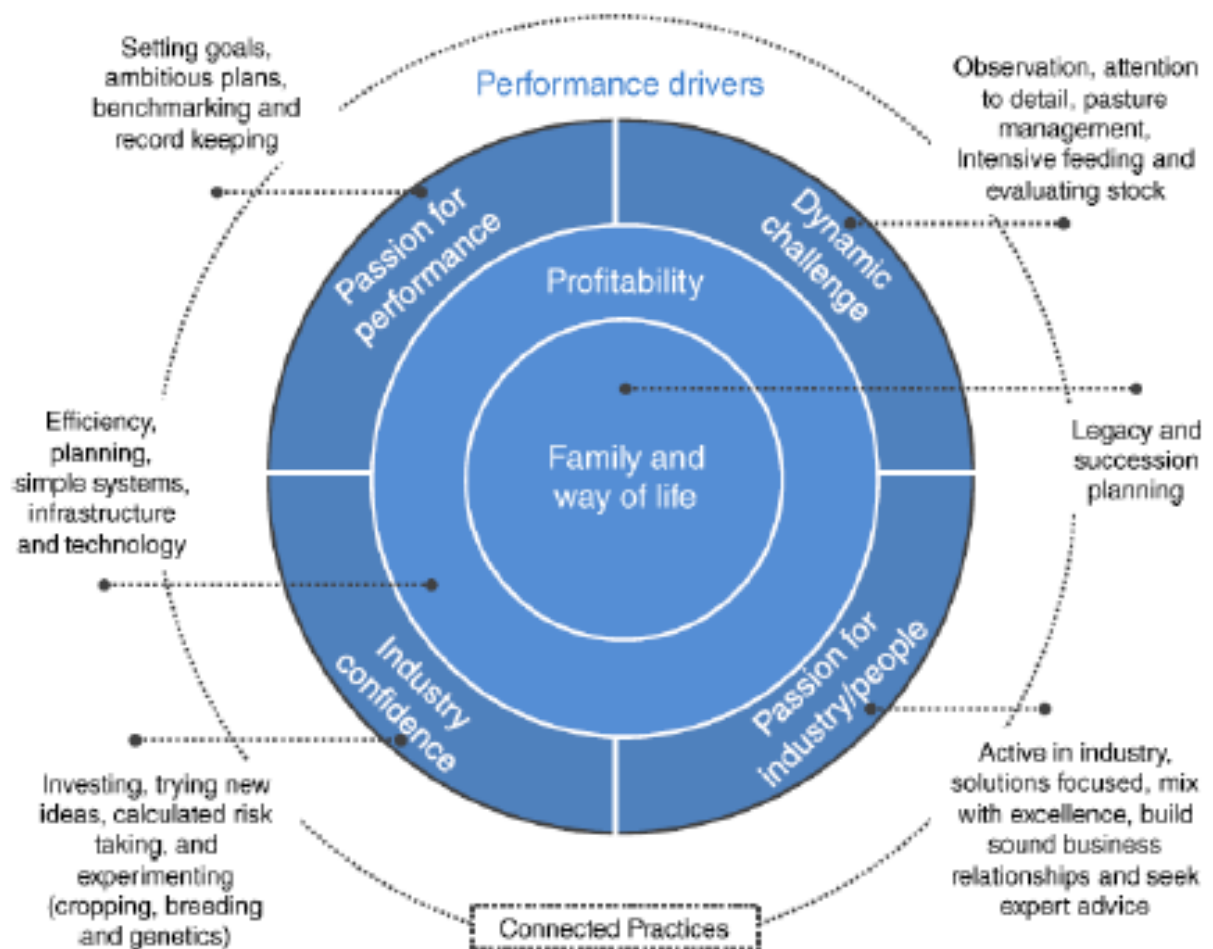 Setting goals,
ambitious plans,
benchmarking and
record keeping
Performance drivers
Observation, attention
to detail, pasture
management,
Intensive feeding and
evaluating stock
Passion for
performance
Dynamic
challenge
Profitability
Family and
way of life
Efficiency,
planning,
simple systems,
infrastructure
and technology
Legacy and
succession
planning
Industry
confidence
Passion for
industry/people
Investing, trying new
ideas, calculated risk
taking, and
experimenting
(cropping, breeding
and genetics)
Active in industry,
solutions focused, mix
with excellence, build
sound business
relationships and seek
expert advice
Connected Practices